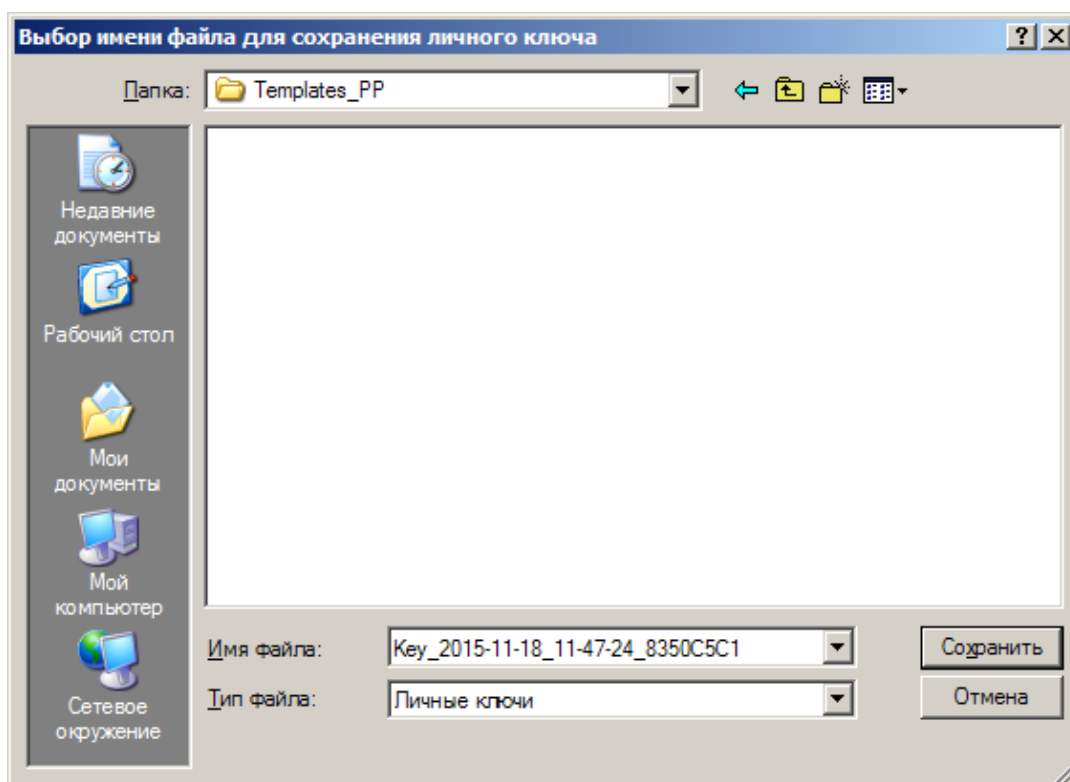 Выбор имени файла для сохранения личного ключа
Папка:
Templates_PP
Недавние
документы
Рабочий стол
Мои
документы
Мой
компьютер
Сетевое
окружение
Имя файла:
Key_2015-11-18_11-47-24_8350C5C1
Сохранить
Тип файла:
Личные ключи
Отмена